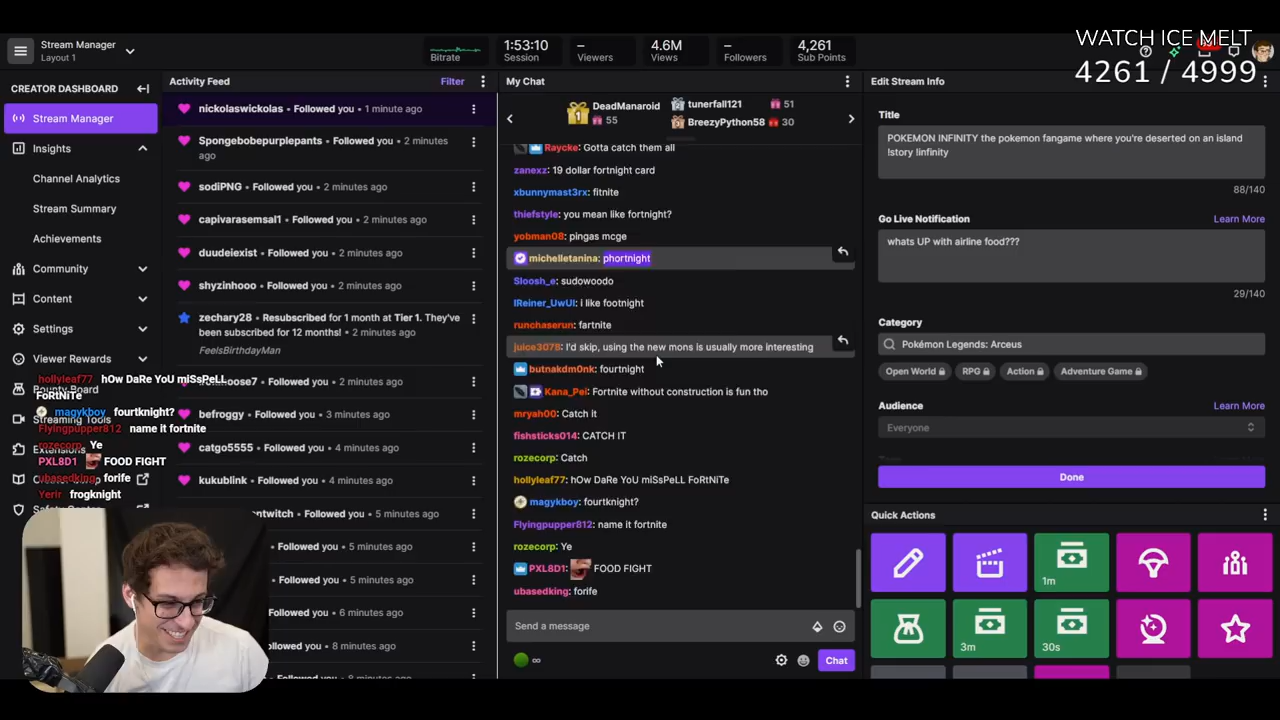 WATCH ICE MELT
4261 / 4999
Stream Manager
Layout 1
Bitrate
1:53:10
Session
–
Viewers
4.6M
Views
–
Followers
4,261
Sub Points
CREATOR DASHBOARD
Stream Manager
Insights
Channel Analytics
Stream Summary
Achievements
Community
Content
Settings
Viewer Rewards
Streaming Tools
hollyleaf77 hOw DaRe YoU mISsPeLL
FoRtNiTe
magykboy fourtknight?
Flyingpupper812 name it fortnite
rozecorp Ye
PXL8D1 FOOD FIGHT
ubasedking forife
Yerlr frogknight
Activity Feed
Filter
nickolaswickolas • Followed you • 1 minute ago
Spongebobepurplepants • Followed you • 2 minutes
ago
sodiPNG • Followed you • 2 minutes ago
capivarasemsal1 • Followed you • 2 minutes ago
duudeiexist • Followed you • 2 minutes ago
shyzinhooo • Followed you • 2 minutes ago
zechary28 • Resubscribed for 1 month at Tier 1. They've
been subscribed for 12 months! • 2 minutes ago
FeelsBirthdayMan
oose7 • Followed you • 3 minutes ago
befroggy • Followed you • 3 minutes ago
catgo5555 • Followed you • 4 minutes ago
kukublink • Followed you • 4 minutes ago
ntwitch • Followed you • 5 minutes ago
• Followed you • 5 minutes ago
• Followed you • 5 minutes ago
• Followed you • 6 minutes ago
• Followed you • 8 minutes ago
My Chat
1 DeadManaroid
55
tunerfall121 51
BreezyPython58 30
Raycke: Gotta catch them all
zanexz: 19 dollar fortnight card
xbunnymast3rx: fitnite
thiefstyle: you mean like fortnight?
yobman08: pingas mcge
michelletanina: phortnight
Sloosh_e: sudowoodo
IReiner_UwUI: i like footnight
runchaserun: fartnite
juice3078: I'd skip, using the new mons is usually more interesting
butnakdm0nk: fourtnight
Kana_Pei: Fortnite without construction is fun tho
mryah00: Catch it
fishsticks014: CATCH IT
rozecorp: Catch
hollyleaf77: hOw DaRe YoU mISsPeLL FoRtNiTe
magykboy: fourtknight?
Flyingpupper812: name it fortnite
rozecorp: Ye
PXL8D1: FOOD FIGHT
ubasedking: forife
Send a message
∞
Chat
Edit Stream Info
Title
POKEMON INFINITY the pokemon fangame where you're deserted on an island
!story !infinity
88/140
Go Live Notification
Learn More
whats UP with airline food???
29/140
Category
Pokémon Legends: Arceus
Open World
RPG
Action
Adventure Game
Audience
Learn More
Everyone
Done
Quick Actions
1m
3m
30s